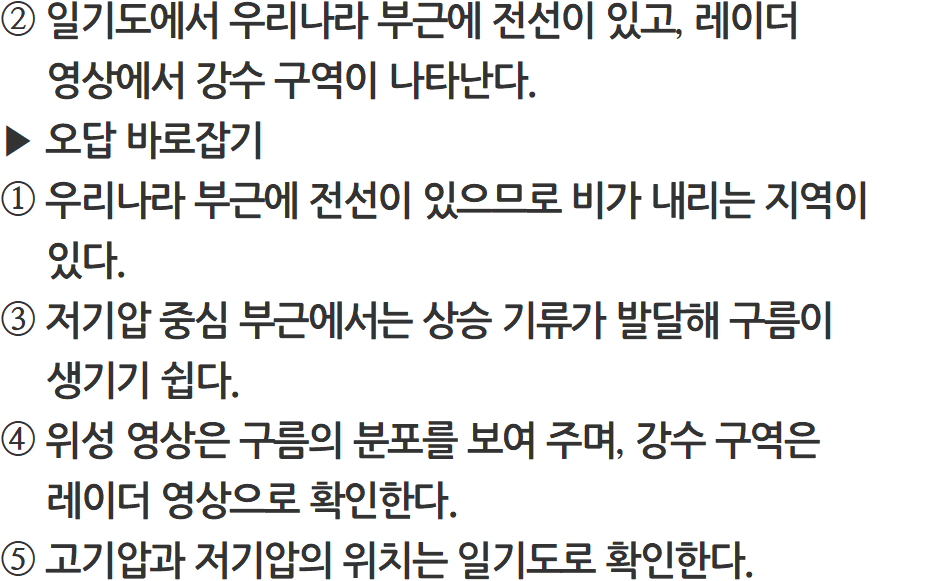 ② 일기도에서 우리나라 부근에 전선이 있고, 레이더
영상에서 강수 구역이 나타난다.
▶ 오답 바로잡기
① 우리나라 부근에 전선이 있으므로 비가 내리는 지역이
있다.
③ 저기압 중심 부근에서는 상승 기류가 발달해 구름이
생기기 쉽다.
④ 위성 영상은 구름의 분포를 보여 주며, 강수 구역은
레이더 영상으로 확인한다.
⑤ 고기압과 저기압의 위치는 일기도로 확인한다.